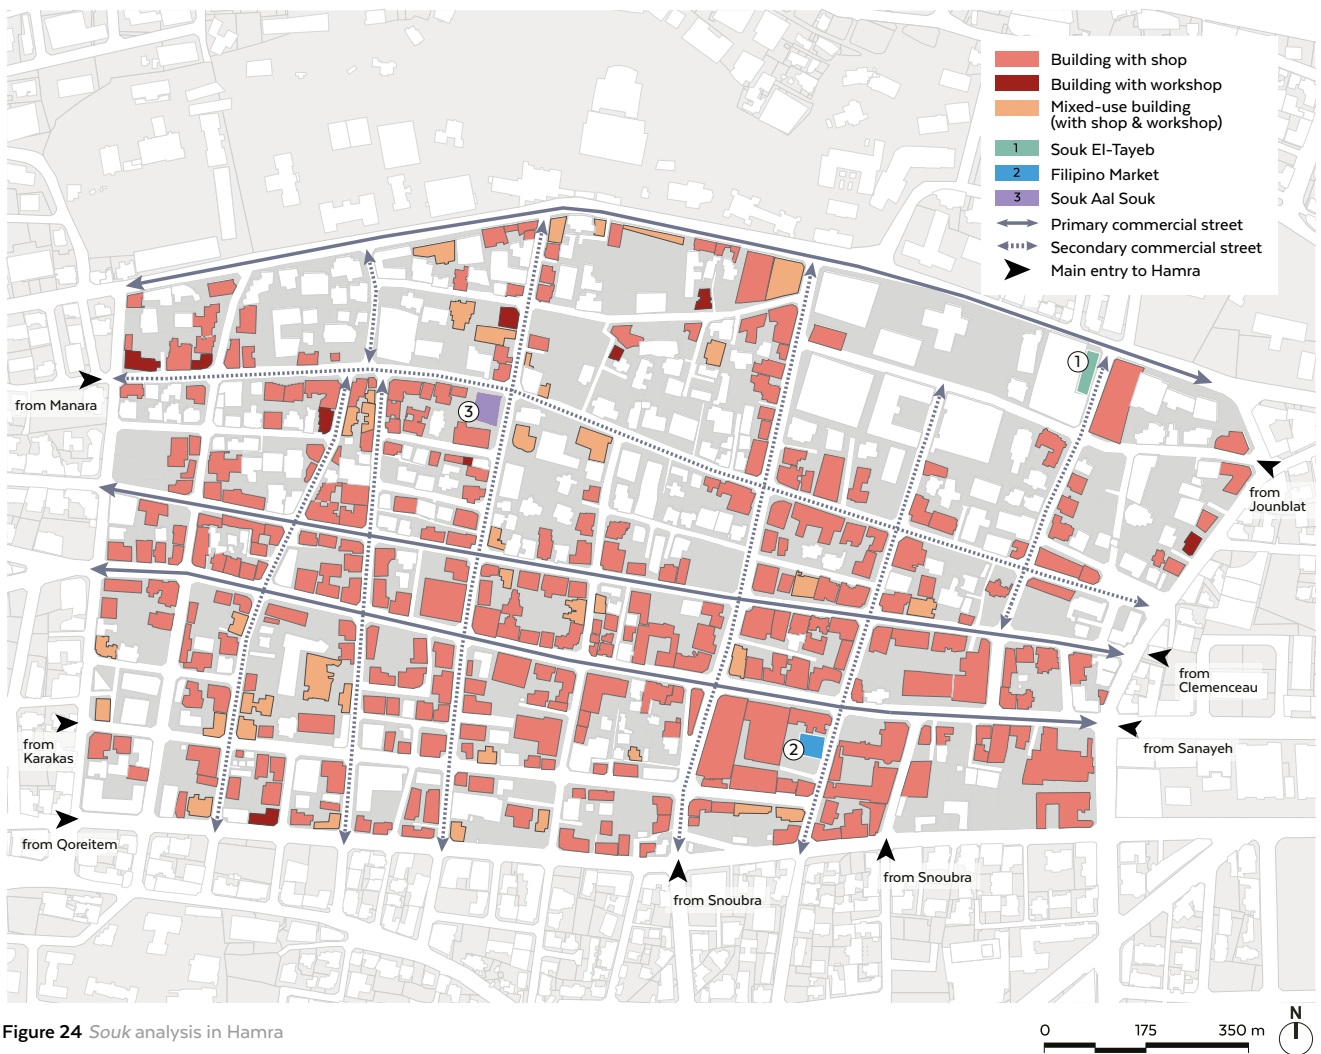 Building with shop
Building with workshop
Mixed-use building
(with shop & workshop)
1 Souk El-Tayeb
2 Filipino Market
3 Souk Aal Souk
Primary commercial street
Secondary commercial street
Main entry to Hamra
1
from Manara
3
from
Jounblat
from
Clemenceau
from
Karakas
2
from Sanayeh
from Qoreitem
from Snoubra
from Snoubra
Figure 24 Souk analysis in Hamra
0 175 350 m
N